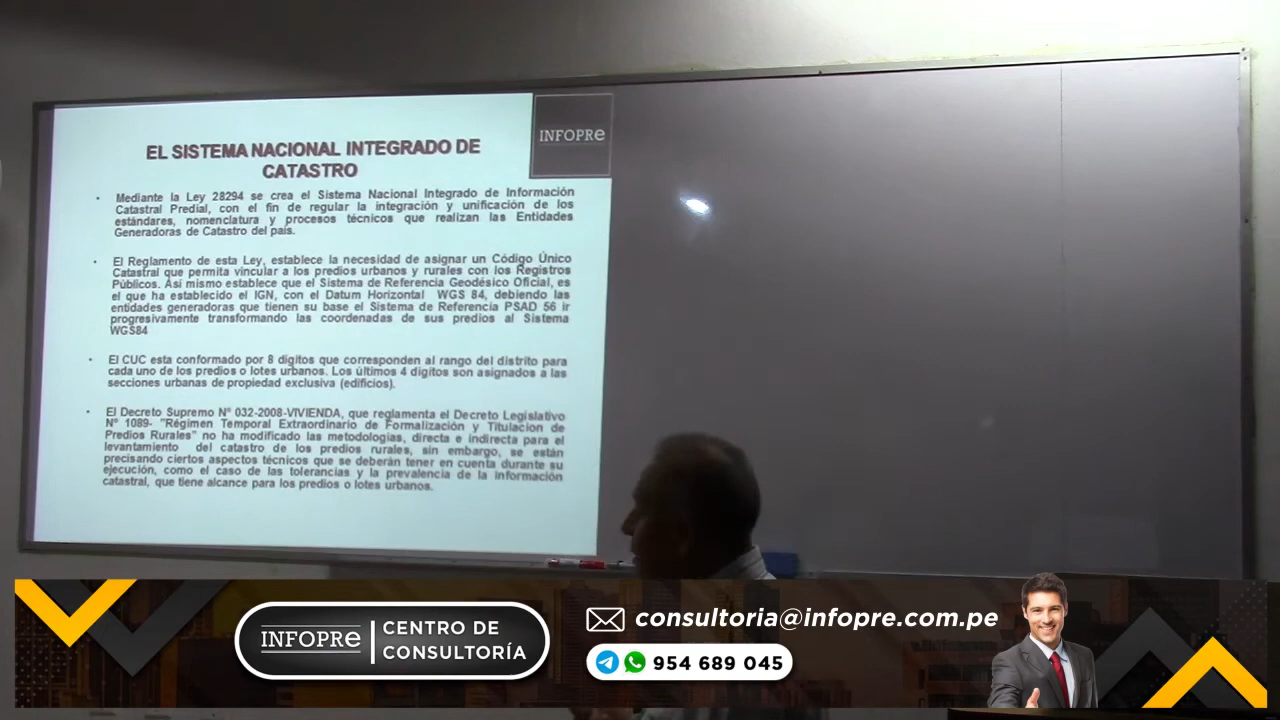 INFOPRe
EL SISTEMA NACIONAL INTEGRADO DE
CATASTRO
• Mediante la Ley 28294 se crea el Sistema Nacional Integrado de Información
Catastral Predial, con el fin de regular la integración y unificación de los
estándares, nomenclatura y procesos técnicos que realizan las Entidades
Generadoras de Catastro del país.
• El Reglamento de esta Ley, establece la necesidad de asignar un Código Único
Catastral que permita vincular a los predios urbanos y rurales con los Registros
Públicos. Así mismo establece que el Sistema de Referencia Geodésico Oficial, es
el que ha establecido el IGN, con el Datum Horizontal WGS 84, debiendo las
entidades generadoras que tienen su base el Sistema de Referencia PSAD 56 ir
progresivamente transformando las coordenadas de sus predios al Sistema
WGS84
• El CUC esta conformado por 8 digitos que corresponden al rango del distrito para
cada uno de los predios o lotes urbanos. Los últimos 4 digitos son asignados a las
secciones urbanas de propiedad exclusiva (edificios).
• El Decreto Supremo Nº 032-2008-VIVIENDA, que reglamenta el Decreto Legislativo
Nº 1089- "Régimen Temporal Extraordinario de Formalización y Titulacion de
Predios Rurales" no ha modificado las metodologías, directa e indirecta para el
levantamiento del catastro de los predios rurales, sin embargo, se están
precisando ciertos aspectos técnicos que se deberán tener en cuenta durante su
ejecución, como el caso de las tolerancias y la prevalencia de la información
catastral, que tiene alcance para los predios o lotes urbanos.
INFOPRe
CENTRO DE
CONSULTORÍA
consultoria@infopre.com.pe
954 689 045